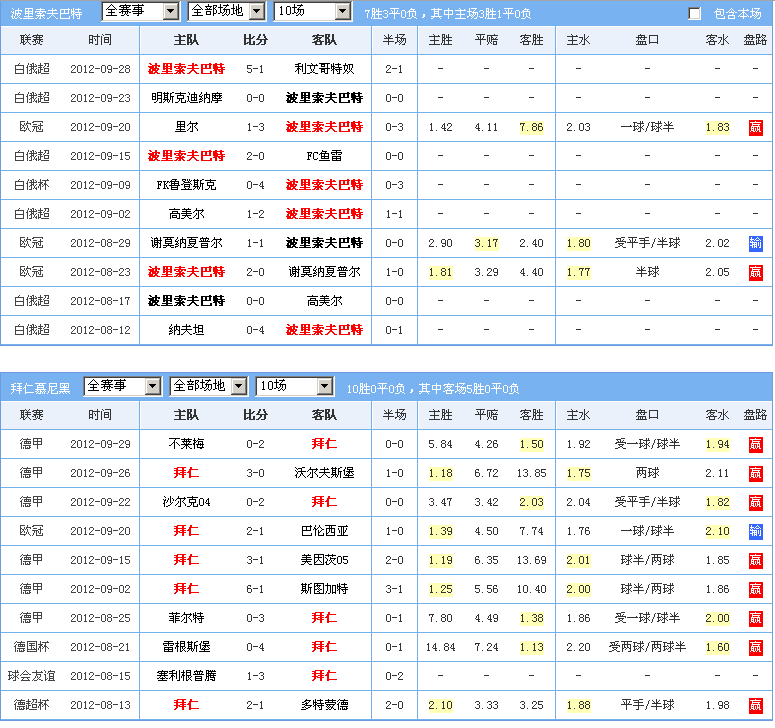 波里索夫巴特 全赛事 全部场地 10场 7胜3平0负，其中主场3胜1平0负 包含本场
联赛 时间 主队 比分 客队 半场 主胜 平赔 客胜 主水 盘口 客水 盘路
白俄超 2012-09-28 波里索夫巴特 5-1 利文哥特奴 2-1 - - - - - - -
白俄超 2012-09-23 明斯克迪纳摩 0-0 波里索夫巴特 0-0 - - - - - - -
欧冠 2012-09-20 里尔 1-3 波里索夫巴特 0-3 1.42 4.11 7.86 2.03 一球/球半 1.83 赢
白俄超 2012-09-15 波里索夫巴特 2-0 FC鱼雷 0-0 - - - - - - -
白俄杯 2012-09-09 FK鲁登斯克 0-4 波里索夫巴特 0-3 - - - - - - -
白俄超 2012-09-02 高美尔 1-2 波里索夫巴特 1-1 - - - - - - -
欧冠 2012-08-29 谢莫纳夏普尔 1-1 波里索夫巴特 0-0 2.90 3.17 2.40 1.80 受平手/半球 2.02 输
欧冠 2012-08-23 波里索夫巴特 2-0 谢莫纳夏普尔 1-0 1.81 3.29 4.40 1.77 半球 2.05 赢
白俄超 2012-08-17 波里索夫巴特 0-0 高美尔 0-0 - - - - - - -
白俄超 2012-08-12 纳夫坦 0-4 波里索夫巴特 0-1 - - - - - - -
拜仁慕尼黑 全赛事 全部场地 10场 10胜0平0负，其中客场5胜0平0负
联赛 时间 主队 比分 客队 半场 主胜 平赔 客胜 主水 盘口 客水 盘路
德甲 2012-09-29 不莱梅 0-2 拜仁 0-0 5.84 4.26 1.50 1.92 受一球/球半 1.94 赢
德甲 2012-09-26 拜仁 3-0 沃尔夫斯堡 1-0 1.18 6.72 13.85 1.75 两球 2.11 赢
德甲 2012-09-22 沙尔克04 0-2 拜仁 0-0 3.47 3.42 2.03 2.04 受平手/半球 1.82 赢
欧冠 2012-09-20 拜仁 2-1 巴伦西亚 1-0 1.39 4.50 7.74 1.76 一球/球半 2.10 输
德甲 2012-09-15 拜仁 3-1 美因茨05 2-0 1.19 6.35 13.69 2.01 球半/两球 1.85 赢
德甲 2012-09-02 拜仁 6-1 斯图加特 3-1 1.25 5.56 10.40 2.00 球半/两球 1.86 赢
德甲 2012-08-25 菲尔特 0-3 拜仁 0-1 7.80 4.49 1.38 1.86 受一球/球半 2.00 赢
德国杯 2012-08-21 雷根斯堡 0-4 拜仁 0-1 14.84 7.24 1.13 2.20 受两球/两球半 1.60 赢
球会友谊 2012-08-15 塞利根普腾 1-3 拜仁 0-2 - - - - - - -
德超杯 2012-08-13 拜仁 2-1 多特蒙德 2-0 2.10 3.33 3.25 1.88 平手/半球 1.98 赢